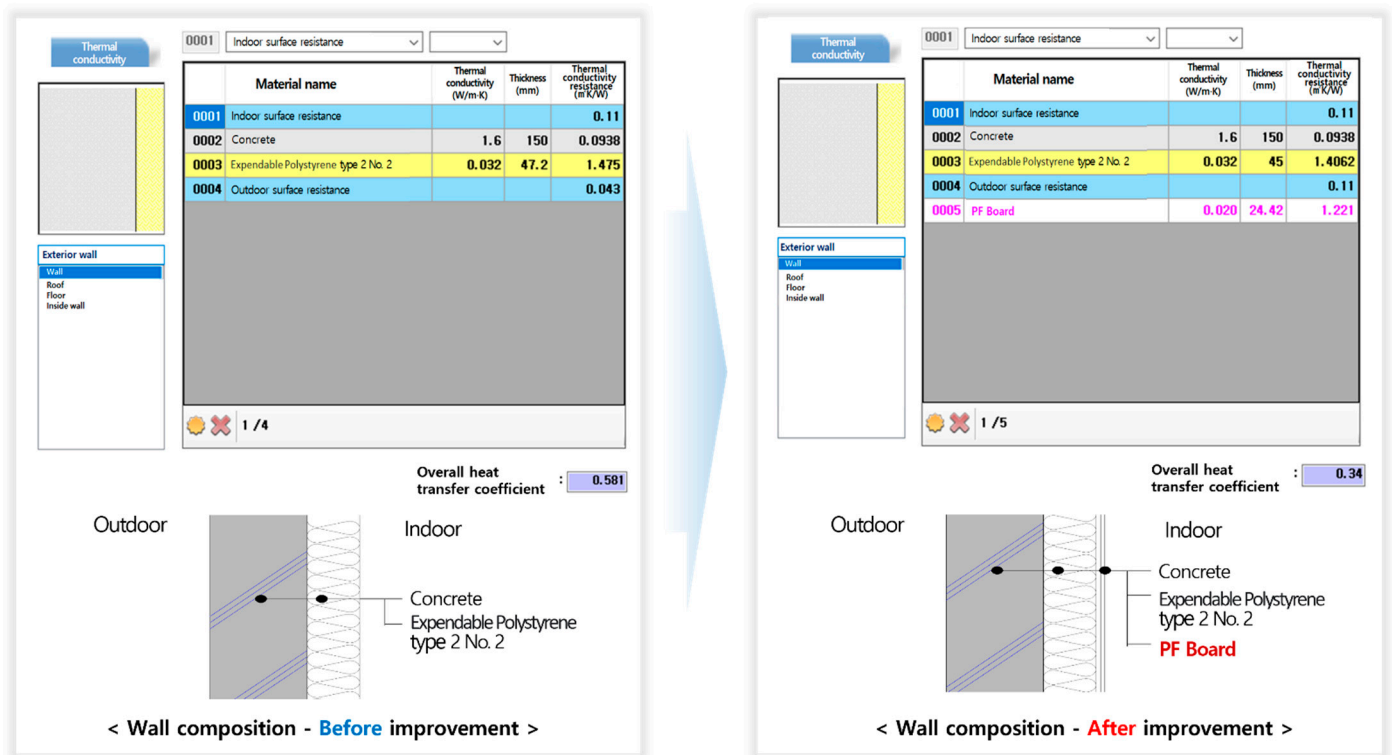 Thermal
conductivity
0001 Indoor surface resistance
Material name Thermal conductivity (W/m·K) Thickness (mm) Thermal conductivity resistance (㎡K/W)
0001 Indoor surface resistance 0.11
0002 Concrete 1.6 150 0.0938
0003 Expendable Polystyrene type 2 No. 2 0.032 47.2 1.475
0004 Outdoor surface resistance 0.043
Exterior wall
Wall
Roof
Floor
Inside wall
1 /4
Overall heat
transfer coefficient : 0.581
Outdoor
Indoor
Concrete
Expendable Polystyrene
type 2 No. 2
< Wall composition - Before improvement >
Thermal
conductivity
0001 Indoor surface resistance
Material name Thermal conductivity (W/m·K) Thickness (mm) Thermal conductivity resistance (㎡K/W)
0001 Indoor surface resistance 0.11
0002 Concrete 1.6 150 0.0938
0003 Expendable Polystyrene type 2 No. 2 0.032 45 1.4062
0004 Outdoor surface resistance 0.11
0005 PF Board 0.020 24.42 1.221
Exterior wall
Wall
Roof
Floor
Inside wall
1 /5
Overall heat
transfer coefficient : 0.34
Outdoor
Indoor
Concrete
Expendable Polystyrene
type 2 No. 2
PF Board
< Wall composition - After improvement >